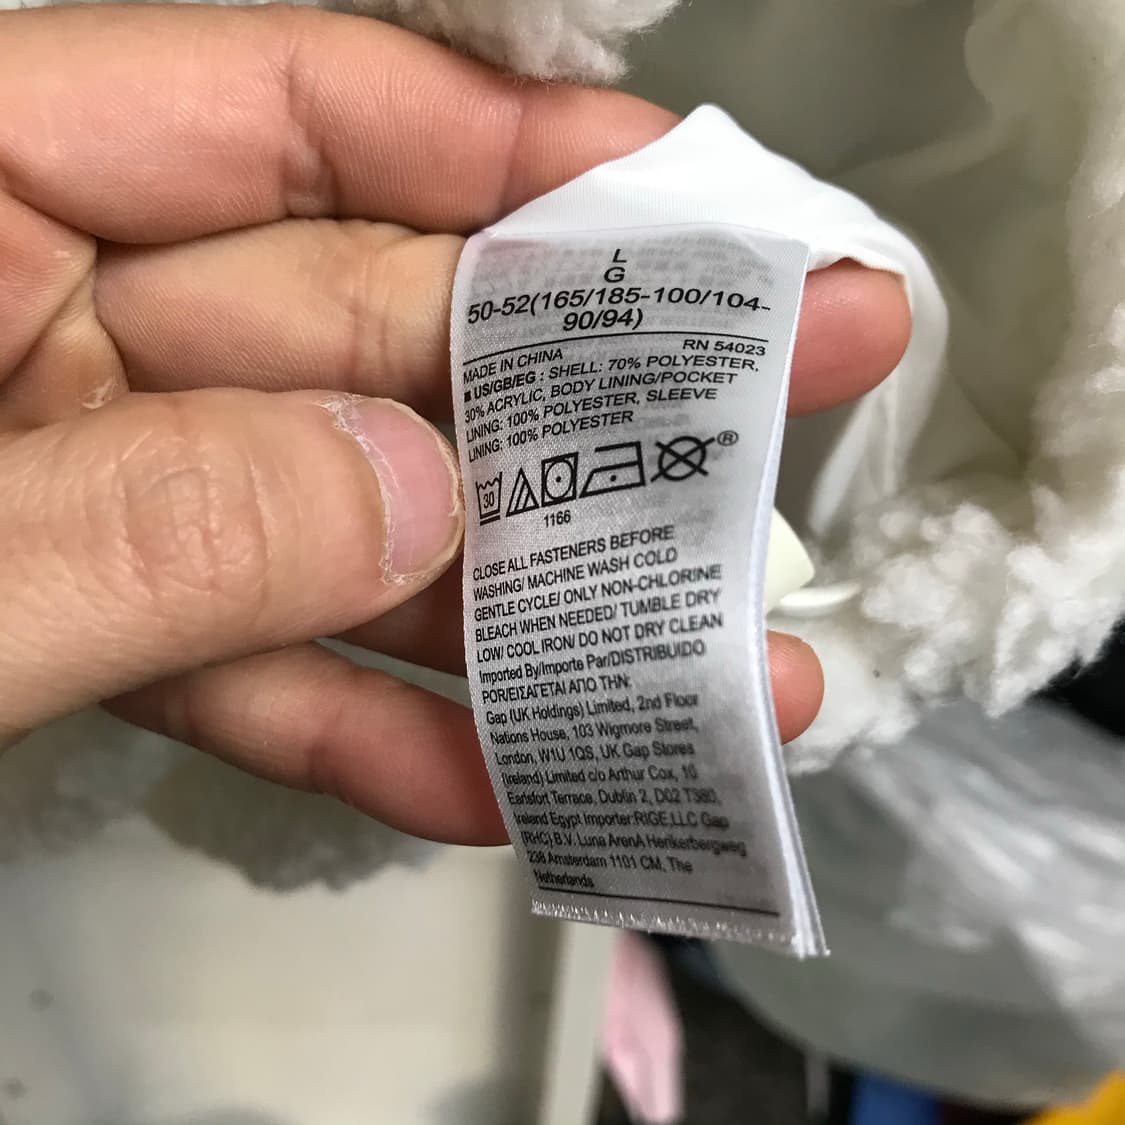 L
G
50-52(165/185-100/104-
90/94)
RN 54023
MADE IN CHINA
■ US/GB/EG : SHELL: 70% POLYESTER,
30% ACRYLIC, BODY LINING/POCKET
LINING: 100% POLYESTER, SLEEVE
LINING: 100% POLYESTER
30
®
1166
CLOSE ALL FASTENERS BEFORE
WASHING/ MACHINE WASH COLD
GENTLE CYCLE/ ONLY NON-CHLORINE
BLEACH WHEN NEEDED/ TUMBLE DRY
LOW/ COOL IRON/ DO NOT DRY CLEAN
Imported By/Importe Par/DISTRIBUIDO
POR/ΕΙΣΑΓΕΤΑΙ ΑΠΟ ΤΗΝ:
Gap (UK Holdings) Limited, 2nd Floor
Nations House, 103 Wigmore Street,
London, W1U 1QS, UK Gap Stores
(Ireland) Limited c/o Arthur Cox, 10
Earlsfort Terrace, Dublin 2, D02 T380,
Ireland Egypt Importer:RIGE,LLC Gap
(RHC) B.V. Luna ArenA Herikerbergweg
238 Amsterdam 1101 CM, The
Netherlands